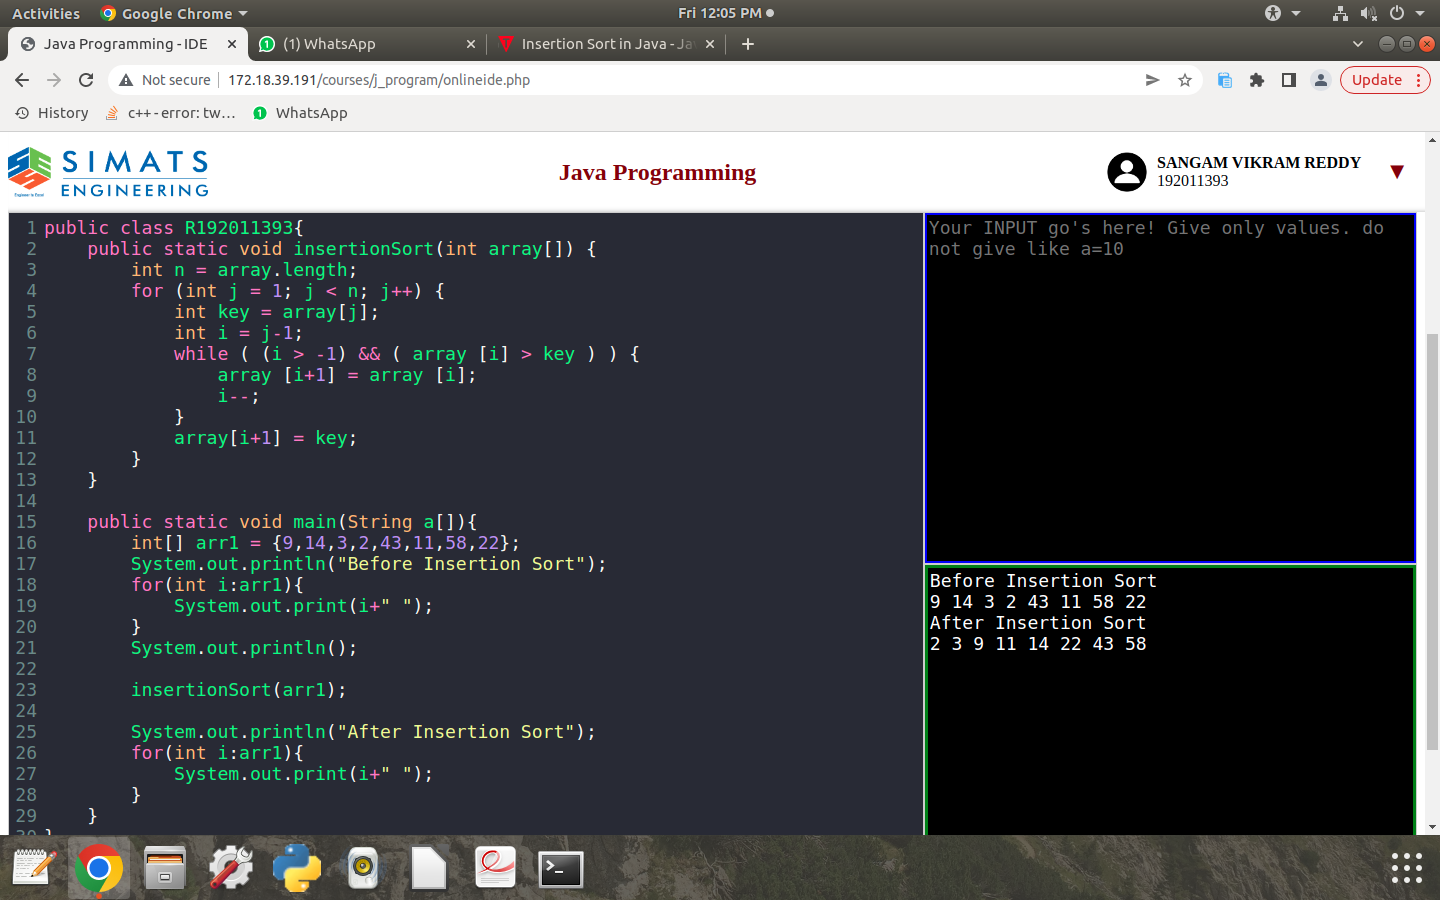 Activities
Google Chrome
Fri 12:05 PM
Java Programming - IDE
(1) WhatsApp
Insertion Sort in Java - Jav
Not secure
172.18.39.191/courses/j_program/onlineide.php
Update
History
c++ - error: tw...
WhatsApp
SIMATS
ENGINEERING
Java Programming
SANGAM VIKRAM REDDY
192011393
1 public class R192011393{
2     public static void insertionSort(int array[]) {
3         int n = array.length;
4         for (int j = 1; j < n; j++) {
5             int key = array[j];
6             int i = j-1;
7             while ( (i > -1) && ( array [i] > key ) ) {
8                 array [i+1] = array [i];
9                 i--;
10             }
11             array[i+1] = key;
12         }
13     }
14
15     public static void main(String a[]){
16         int[] arr1 = {9,14,3,2,43,11,58,22};
17         System.out.println("Before Insertion Sort");
18         for(int i:arr1){
19             System.out.print(i+" ");
20         }
21         System.out.println();
22
23         insertionSort(arr1);
24
25         System.out.println("After Insertion Sort");
26         for(int i:arr1){
27             System.out.print(i+" ");
28         }
29     }
30 }
Your INPUT go's here! Give only values. do
not give like a=10
Before Insertion Sort
9 14 3 2 43 11 58 22
After Insertion Sort
2 3 9 11 14 22 43 58